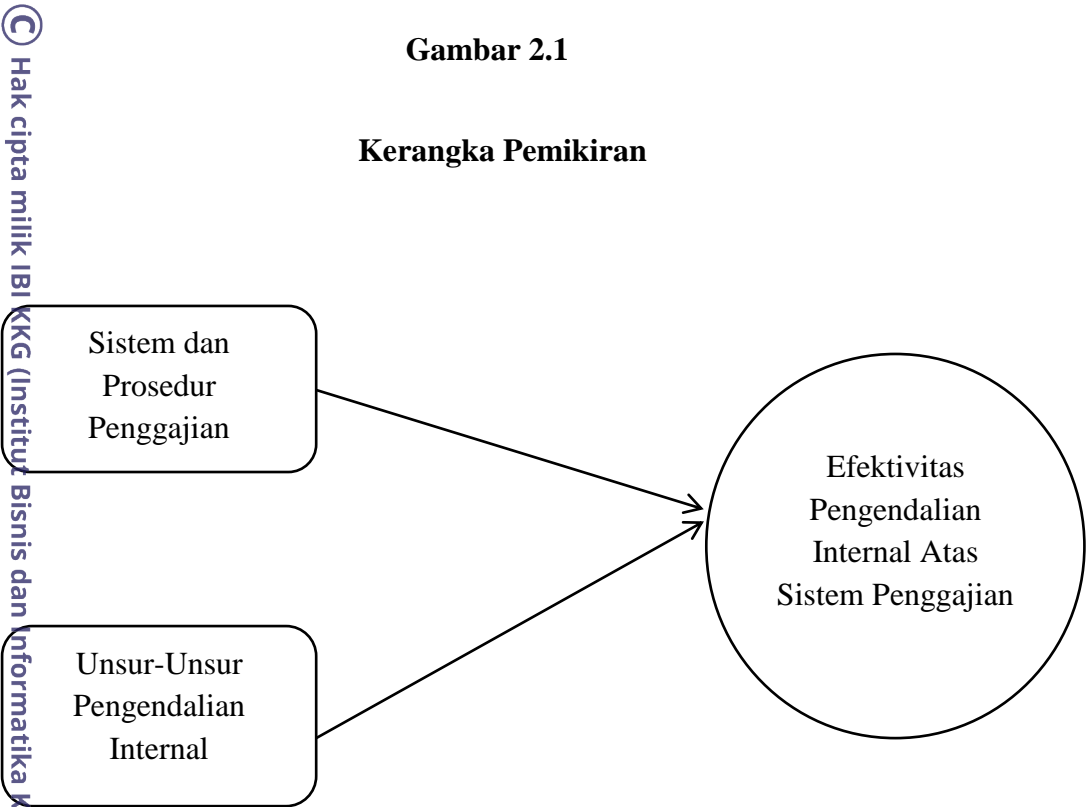 Gambar 2.1
Kerangka Pemikiran
© Hak cipta milik IBI KKG (Institut Bisnis dan Informatika K
Sistem dan
Prosedur
Penggajian
Efektivitas
Pengendalian
Internal Atas
Sistem Penggajian
Unsur-Unsur
Pengendalian
Internal